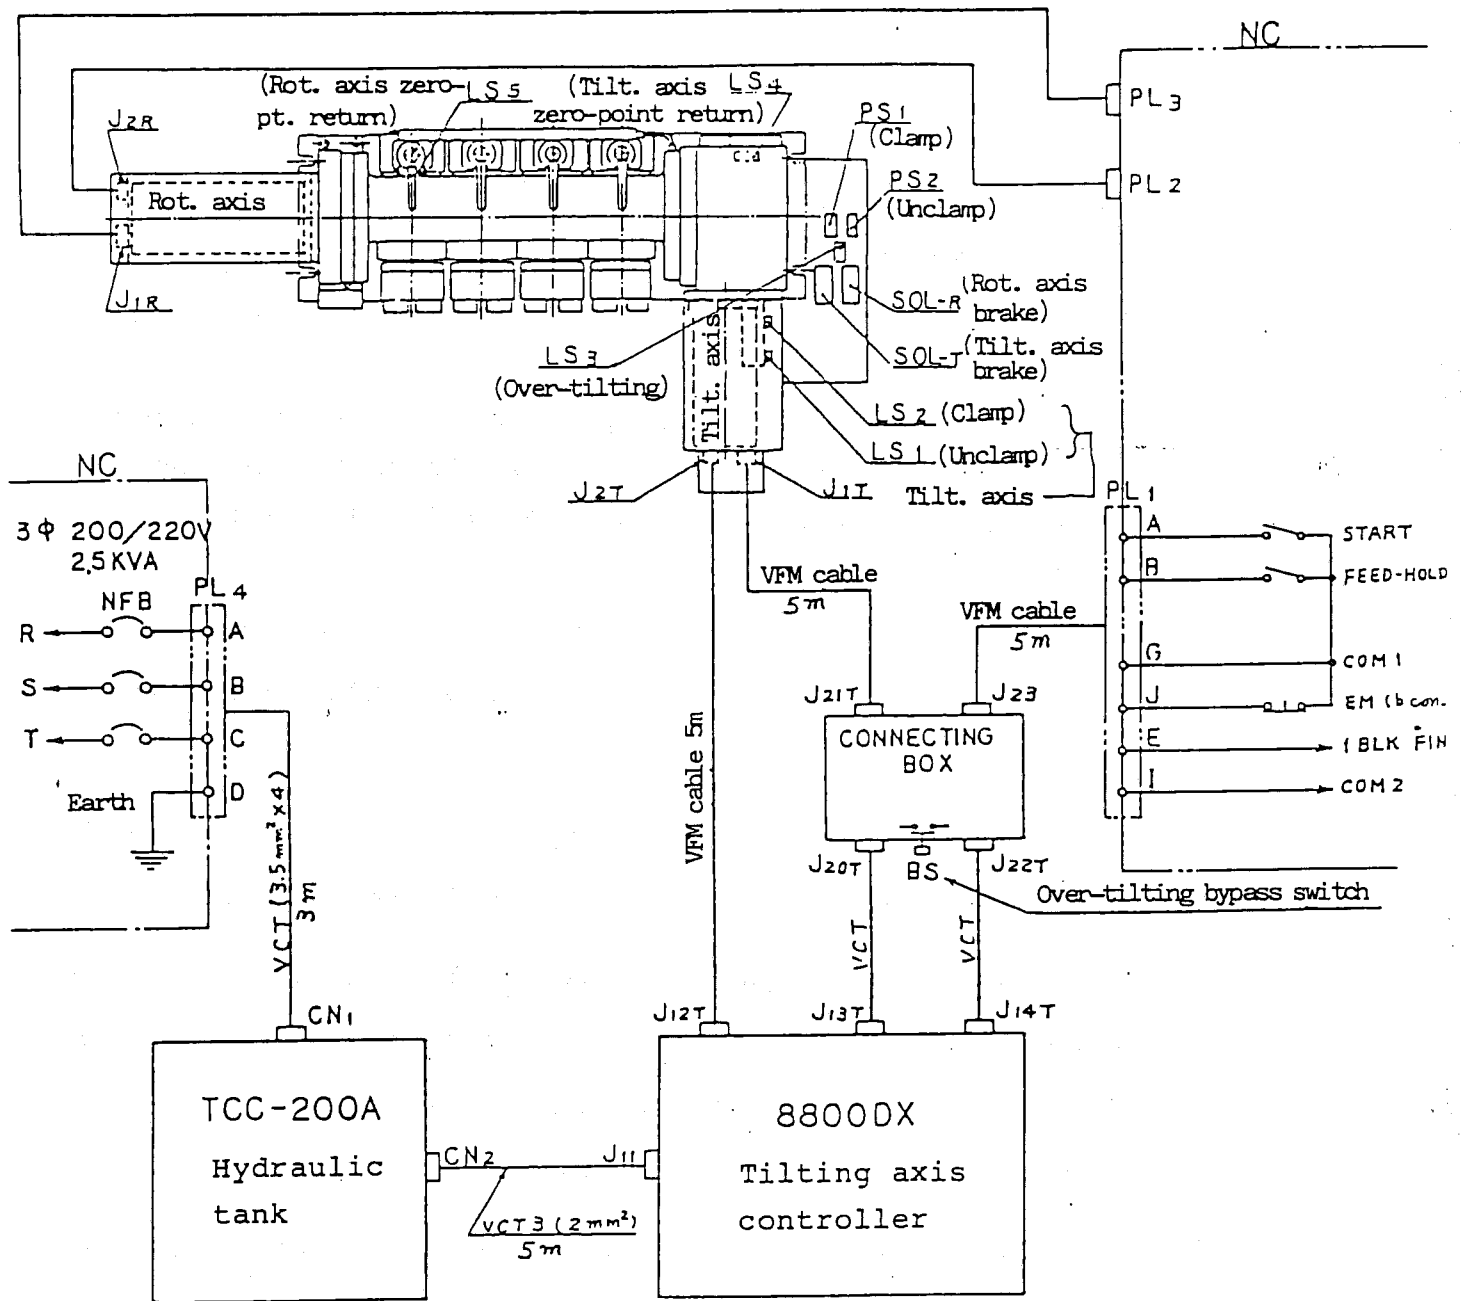 NC
PL3
(Rot. axis zero-
pt. return)
LS5
(Tilt. axis
zero-point return)
LS4
J2R
PS1
(Clamp)
PL2
PS2
(Unclamp)
Rot. axis
J1R
SOL-R
(Rot. axis
brake)
SOL-T
(Tilt. axis
brake)
LS3
(Over-tilting)
Tilt. axis
LS2 (Clamp)
LS1 (Unclamp)
Tilt. axis
J2T
J1T
NC
3Φ 200/220V
2.5KVA
PL4
NFB
R
A
S
B
T
C
Earth
D
VCT (3.5mm²×4)
3m
PL1
A
START
B
FEED-HOLD
G
COM1
J
EM (b con.
E
1BLK FIN
I
COM2
VFM cable
5m
VFM cable
5m
VFM cable 5m
J21T
J23
CONNECTING
BOX
J20T
BS
J22T
Over-tilting bypass switch
VCT
VCT
CN1
J12T
J13T
J14T
TCC-200A
Hydraulic
tank
CN2
J11
VCT3 (2mm²)
5m
8800DX
Tilting axis
controller